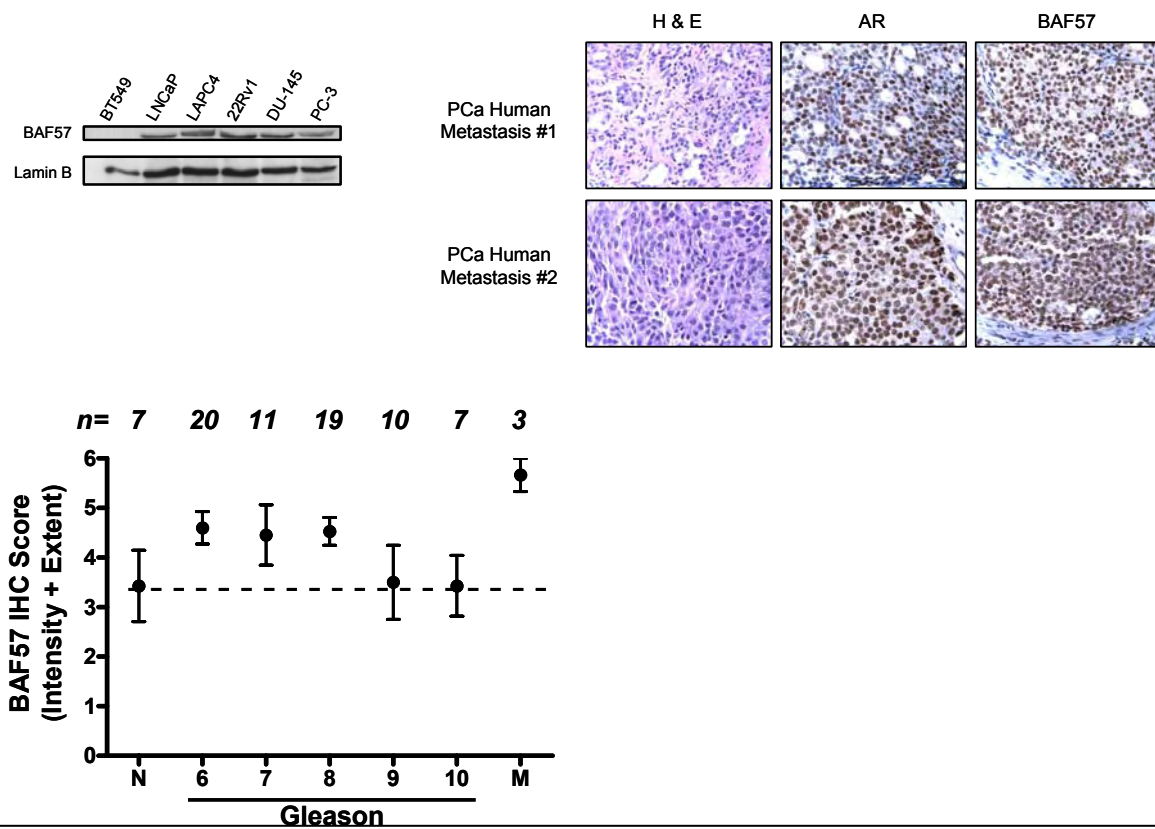 BT549 LNCaP LAPC4 22Rv1 DU-145 PC-3
BAF57
Lamin B
H & E AR BAF57
PCa Human
Metastasis #1
PCa Human
Metastasis #2
n= 7 20 11 19 10 7 3
BAF57 IHC Score
(Intensity + Extent)
6
5
4
3
2
1
0
N 6 7 8 9 10 M
Gleason